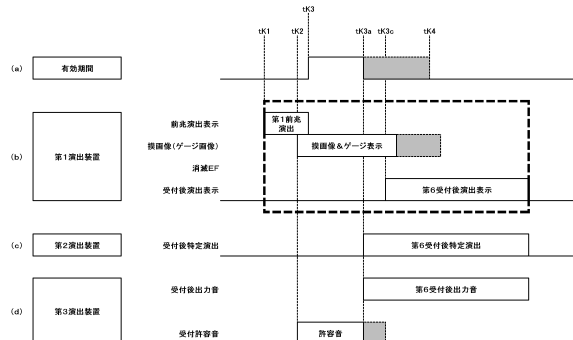 tK3
tK1 tK2 tK3a tK3c tK4
(a) 有効期間
(b) 第1演出装置
前兆演出表示 第1前兆
演出
摸画像(ゲージ画像) 摸画像&ゲージ表示
消滅EF
受付後演出表示 第6受付後演出表示
(c) 第2演出装置 受付後特定演出 第6受付後特定演出
(d) 第3演出装置
受付後出力音 第6受付後出力音
受付許容音 許容音